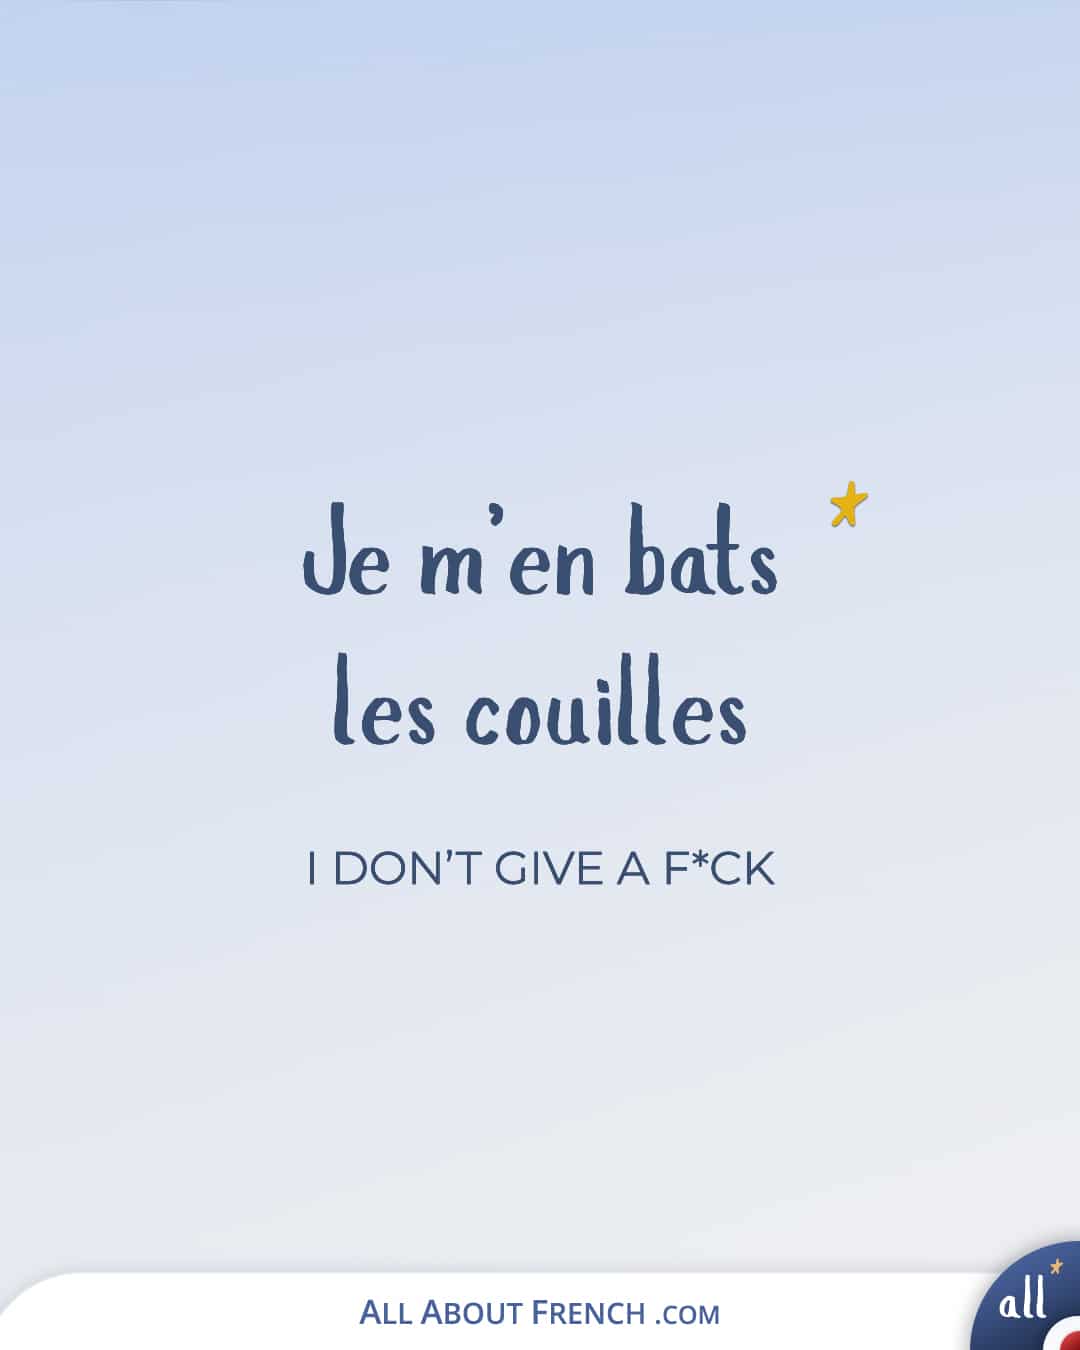 Je m'en bats
les couilles
I DON'T GIVE A F*CK
ALL ABOUT FRENCH .COM
all